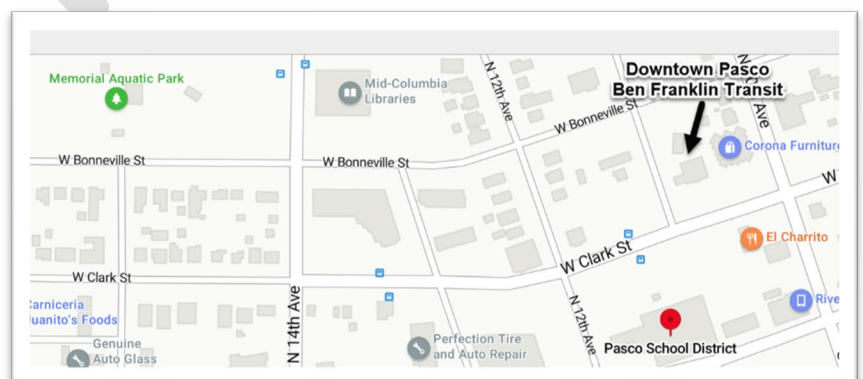 Memorial Aquatic Park
Mid-Columbia
Libraries
N 12th Ave
Downtown Pasco
Ben Franklin Transit
W Bonneville St
Ave
Corona Furniture
W Bonneville St
W Bonneville St
W
El Charrito
W Clark St
W Clark St
N 14th Ave
N 12th Ave
Carniceria
Juanito's Foods
Genuine
Auto Glass
Perfection Tire
and Auto Repair
Pasco School District
Rive